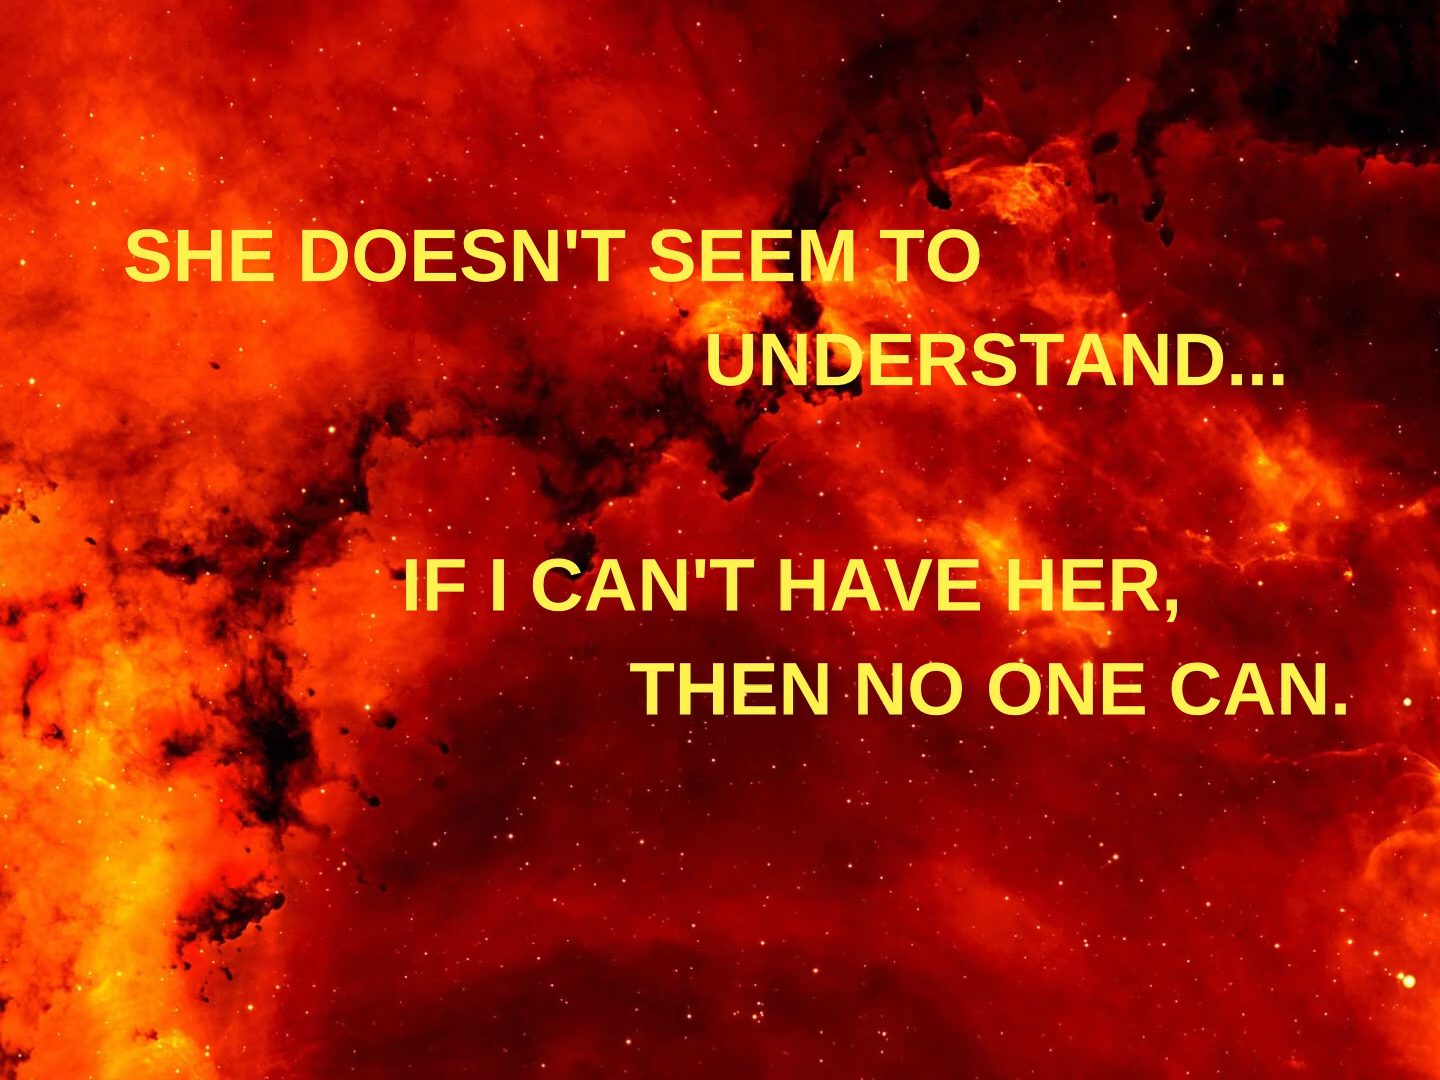 SHE DOESN'T SEEM TO
UNDERSTAND...
IF I CAN'T HAVE HER,
THEN NO ONE CAN.